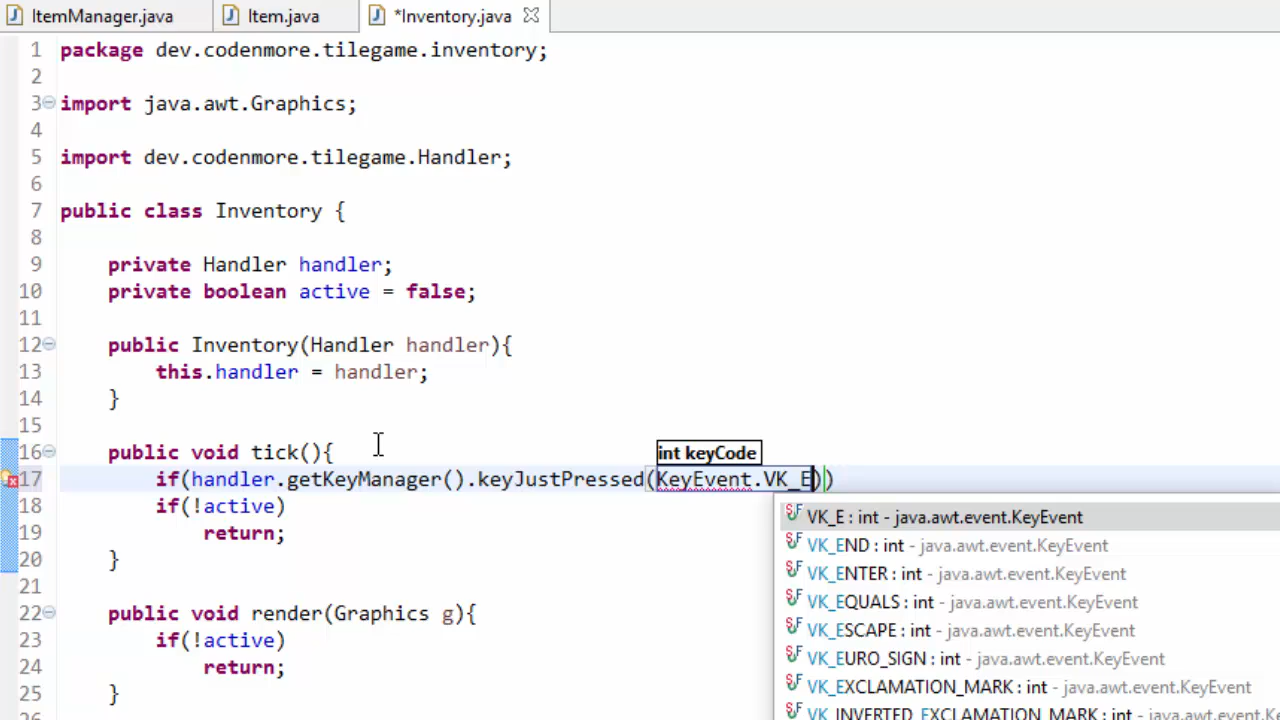 ItemManager.java Item.java *Inventory.java
1 package dev.codenmore.tilegame.inventory;
2
3 import java.awt.Graphics;
4
5 import dev.codenmore.tilegame.Handler;
6
7 public class Inventory {
8
9 private Handler handler;
10 private boolean active = false;
11
12 public Inventory(Handler handler){
13 this.handler = handler;
14 }
15
16 public void tick(){
int keyCode
17 if(handler.getKeyManager().keyJustPressed(KeyEvent.VK_E))
18 if(!active)
19 return;
20 }
21
22 public void render(Graphics g){
23 if(!active)
24 return;
25 }
26
VK_E : int - java.awt.event.KeyEvent
VK_END : int - java.awt.event.KeyEvent
VK_ENTER : int - java.awt.event.KeyEvent
VK_EQUALS : int - java.awt.event.KeyEvent
VK_ESCAPE : int - java.awt.event.KeyEvent
VK_EURO_SIGN : int - java.awt.event.KeyEvent
VK_EXCLAMATION_MARK : int - java.awt.event.KeyEvent
VK_INVERTED_EXCLAMATION_MARK : int - java.awt.event